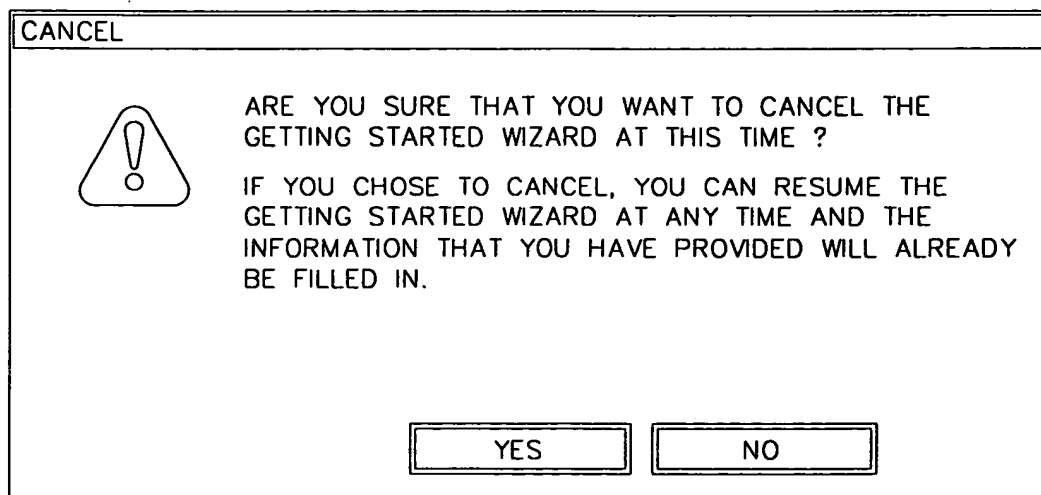 CANCEL
ARE YOU SURE THAT YOU WANT TO CANCEL THE
GETTING STARTED WIZARD AT THIS TIME ?
IF YOU CHOSE TO CANCEL, YOU CAN RESUME THE
GETTING STARTED WIZARD AT ANY TIME AND THE
INFORMATION THAT YOU HAVE PROVIDED WILL ALREADY
BE FILLED IN.
YES NO